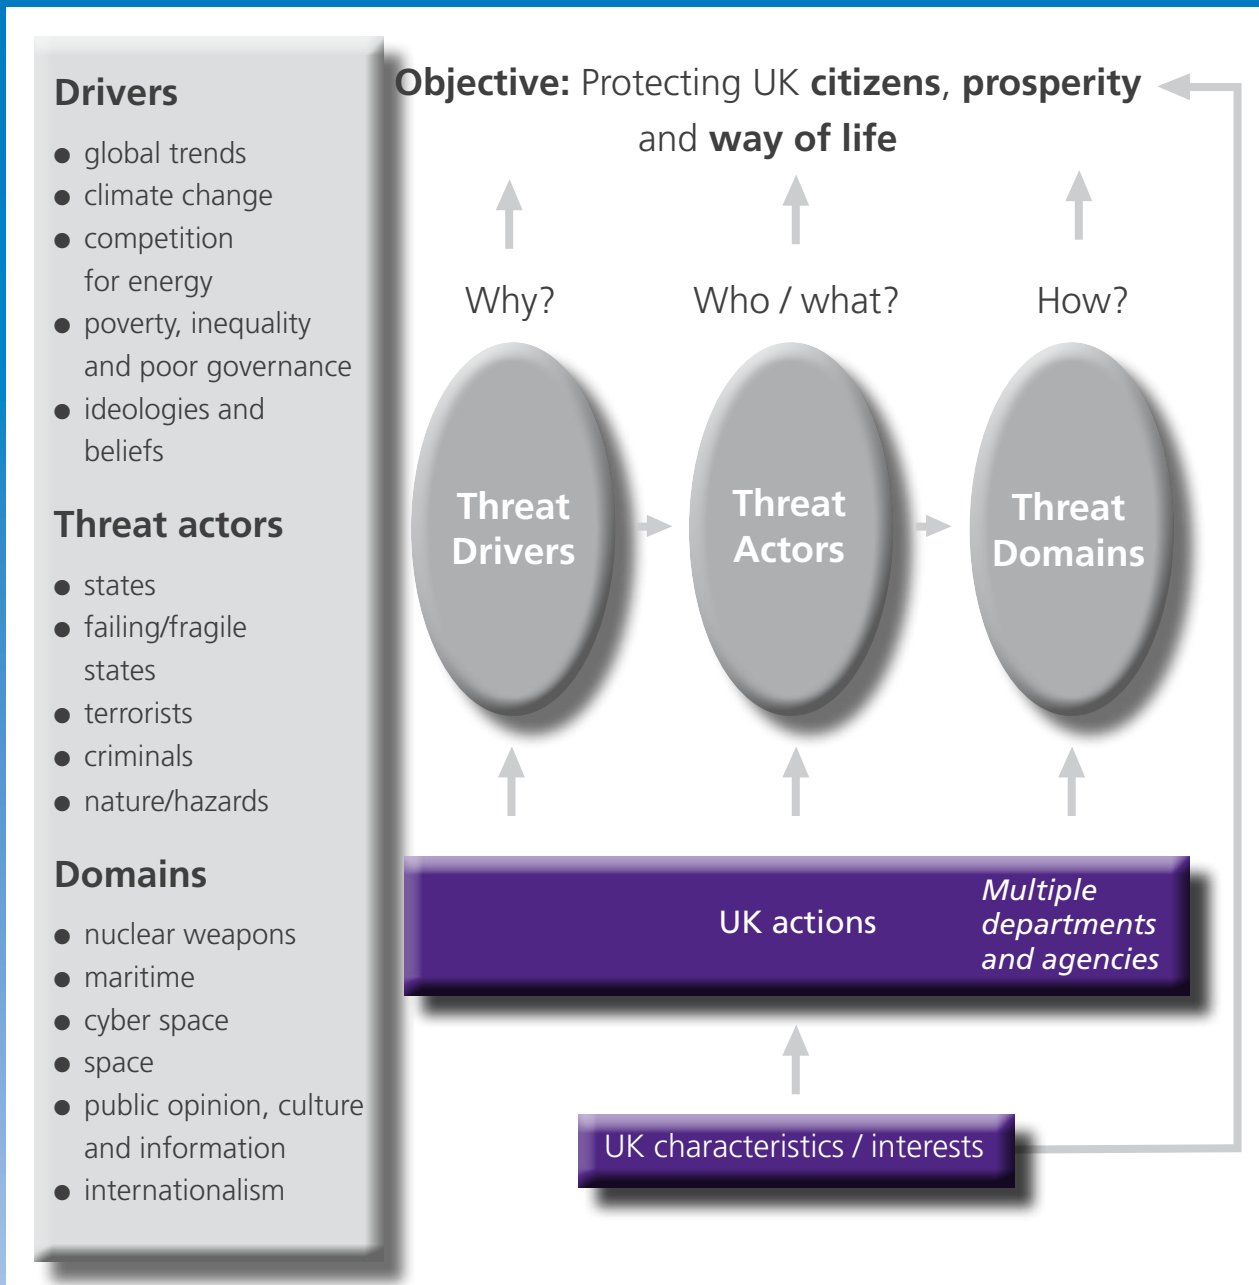 Drivers
● global trends
● climate change
● competition
for energy
● poverty, inequality
and poor governance
● ideologies and
beliefs
Threat actors
● states
● failing/fragile
states
● terrorists
● criminals
● nature/hazards
Domains
● nuclear weapons
● maritime
● cyber space
● space
● public opinion, culture
and information
● internationalism
Objective: Protecting UK citizens, prosperity
and way of life
Why?
Who / what?
How?
Threat
Drivers
Threat
Actors
Threat
Domains
UK actions
Multiple
departments
and agencies
UK characteristics / interests